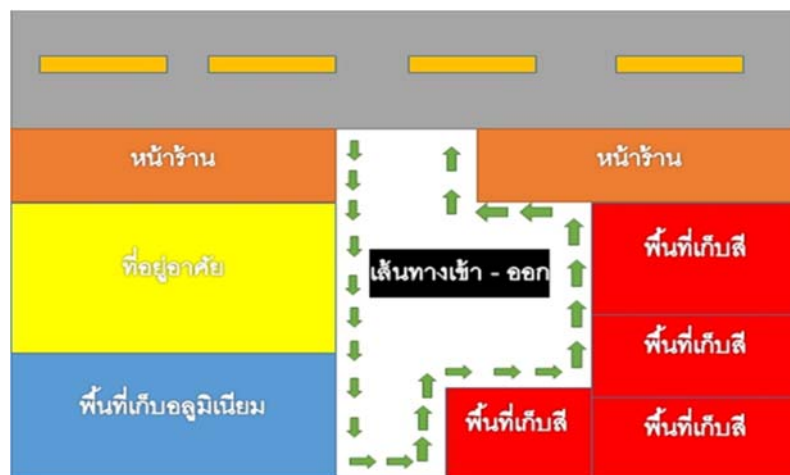 หน้าร้าน
หน้าร้าน
ที่อยู่อาศัย
เส้นทางเข้า - ออก
พื้นที่เก็บสี
พื้นที่เก็บสี
พื้นที่เก็บอลูมิเนียม
พื้นที่เก็บสี
พื้นที่เก็บสี